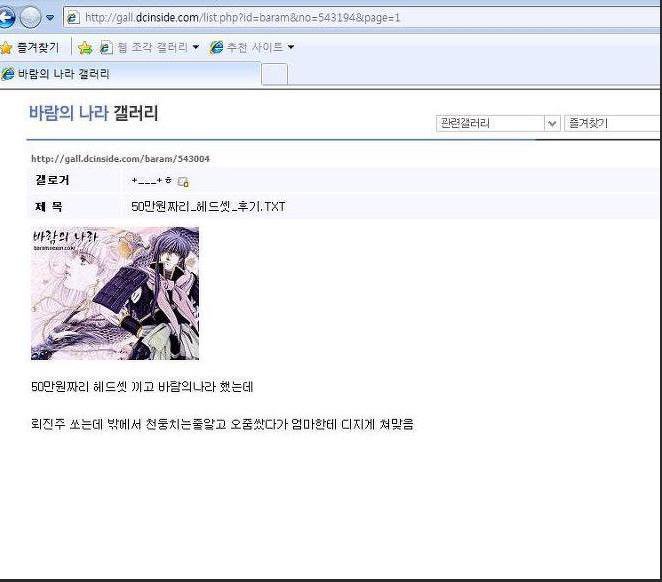 http://gall.dcinside.com/list.php?id=baram&no=543194&page=1
즐겨찾기 웹 조각 갤러리 추천 사이트
바람의 나라 갤러리
바람의 나라 갤러리
관련갤러리 즐겨찾기
http://gall.dcinside.com/baram/543004
갤로거 +___+ㅎ
제 목 50만원짜리_헤드셋_후기.TXT
바람의 나라
baram.nexon.com
50만원짜리 헤드셋 끼고 바람의나라 했는데
뢰진주 쏘는데 밖에서 천둥치는줄알고 오줌쌌다가 엄마한테 디지게 쳐맞음